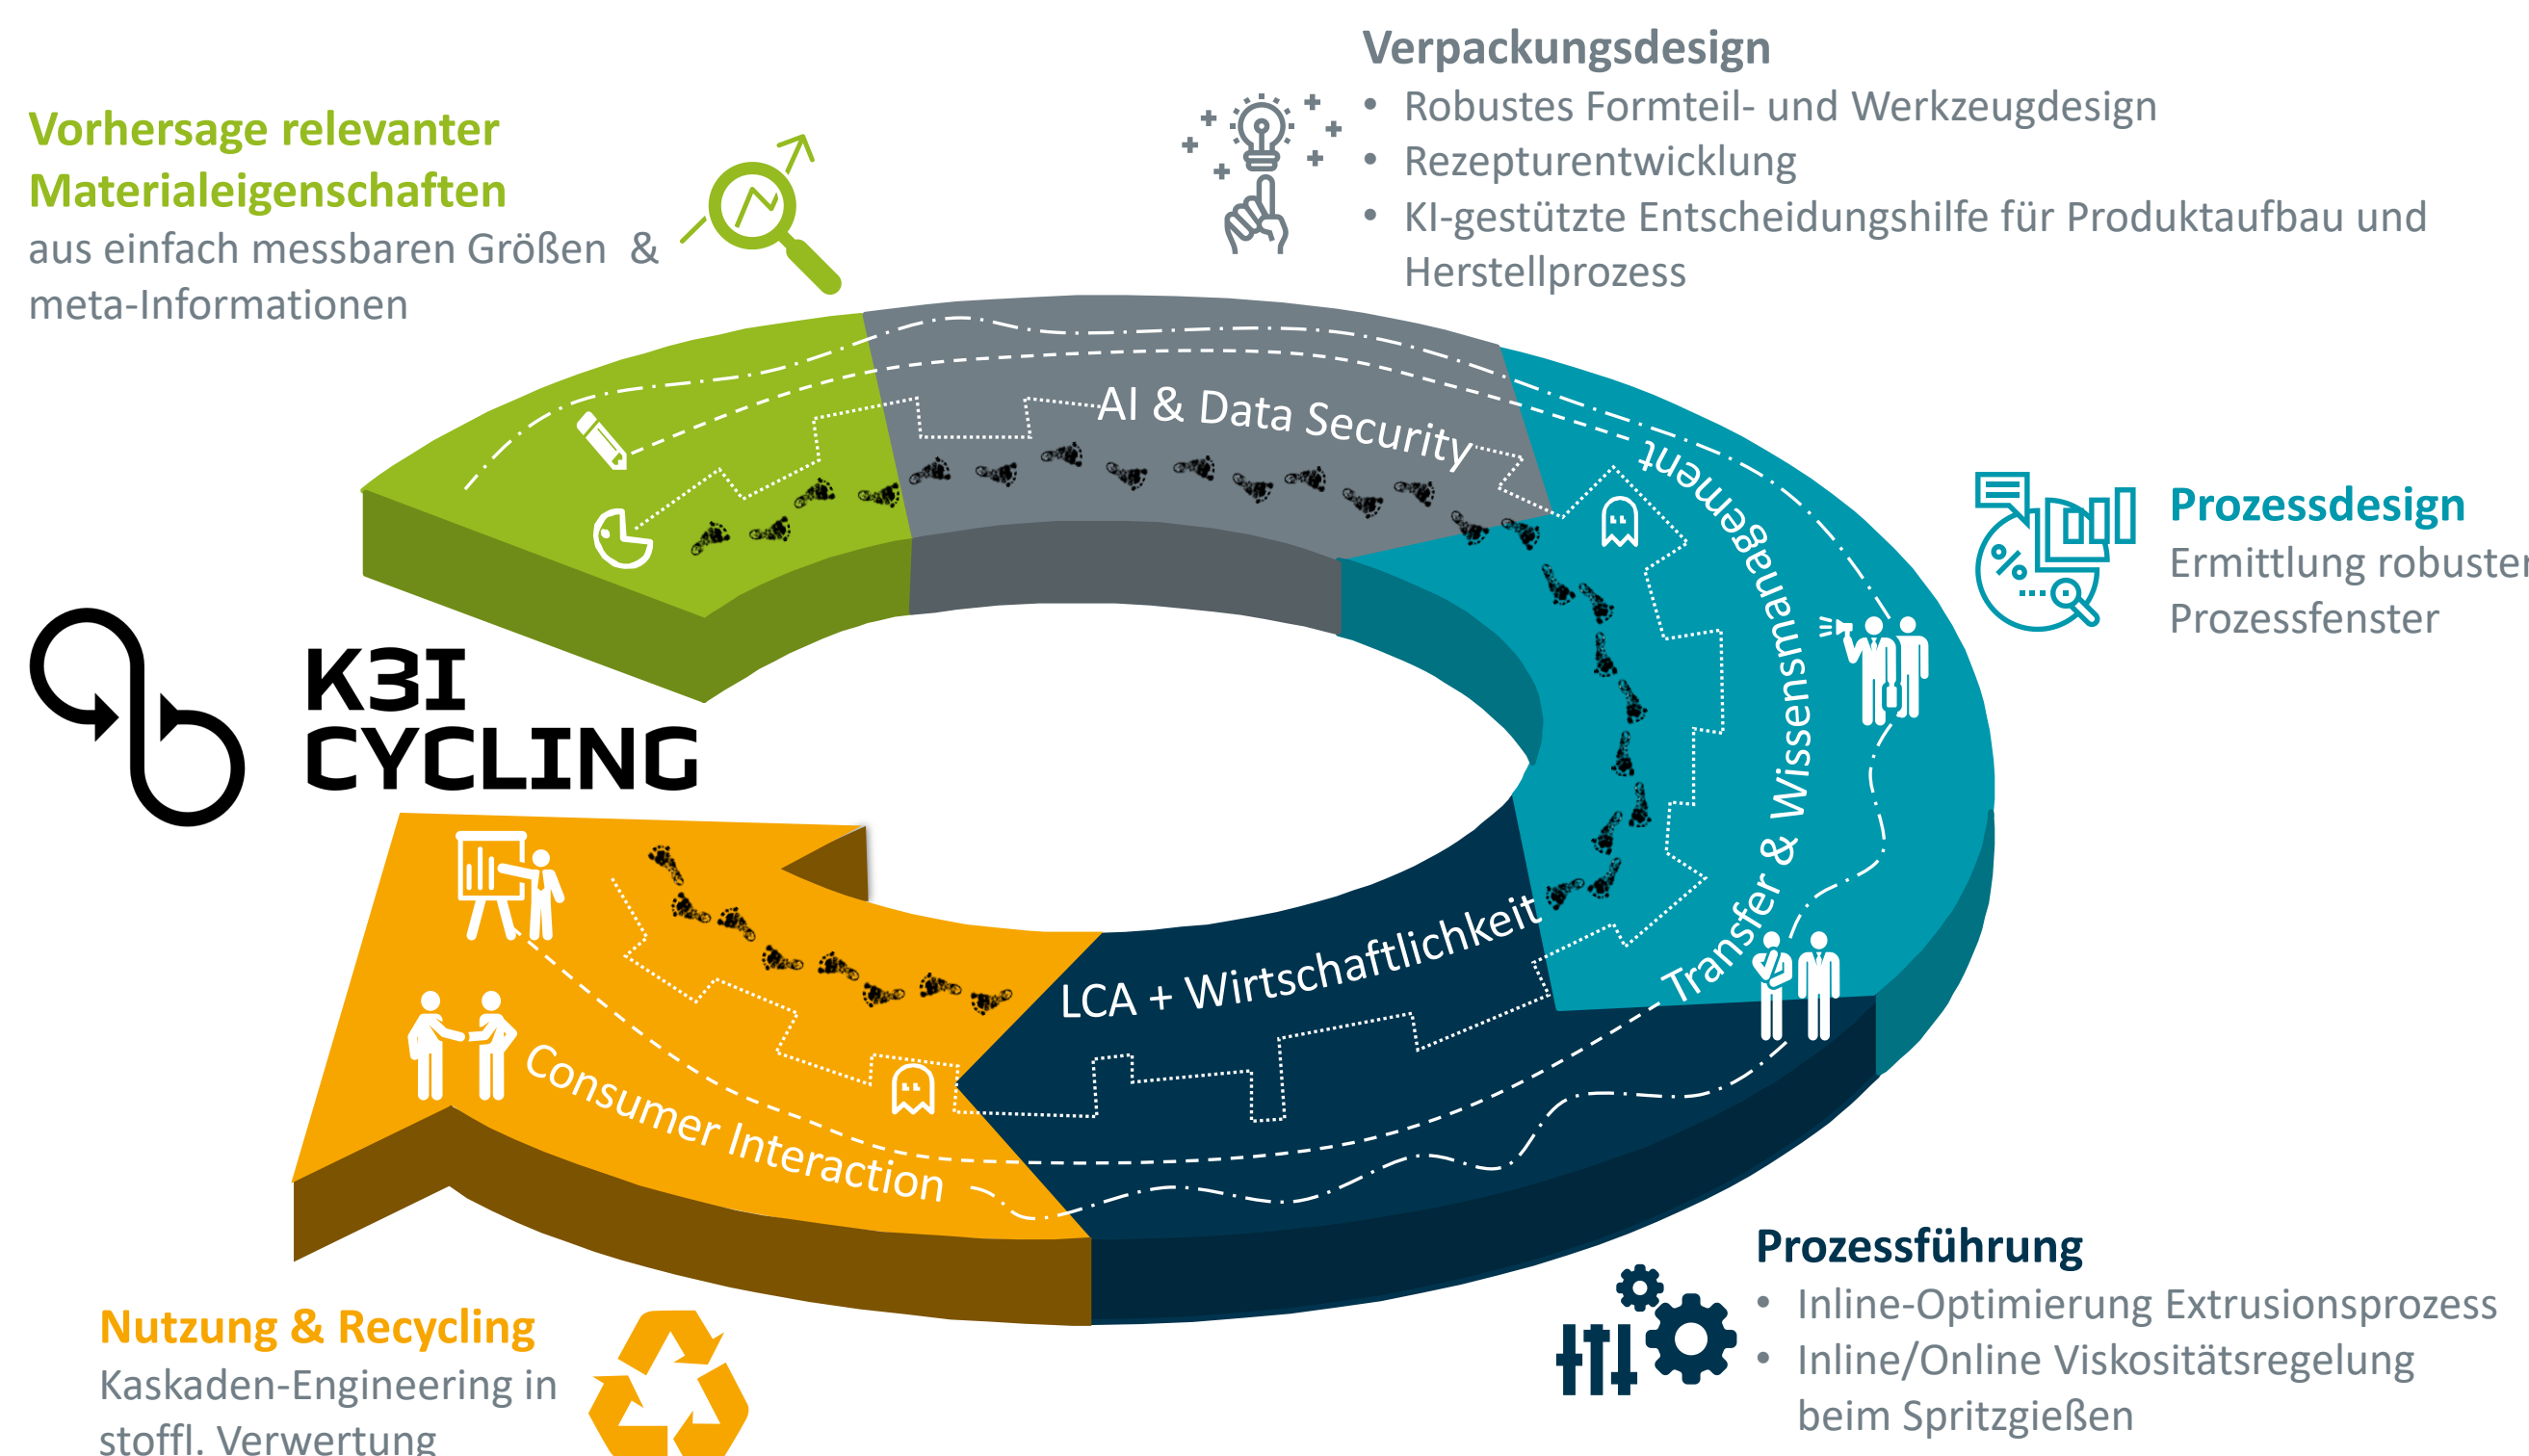 Verpackungsdesign
• Robustes Formteil- und Werkzeugdesign
• Rezepturentwicklung
• KI-gestützte Entscheidungshilfe für Produktaufbau und
Herstellprozess
Vorhersage relevanter
Materialeigenschaften
aus einfach messbaren Größen &
meta-Informationen
AI & Data Security
Transfer & Wissensmanagement
Prozessdesign
Ermittlung robuster
Prozessfenster
%
K3I
CYCLING
LCA + Wirtschaftlichkeit
Consumer Interaction
Prozessführung
• Inline-Optimierung Extrusionsprozess
• Inline/Online Viskositätsregelung
beim Spritzgießen
Nutzung & Recycling
Kaskaden-Engineering in
stoffl. Verwertung